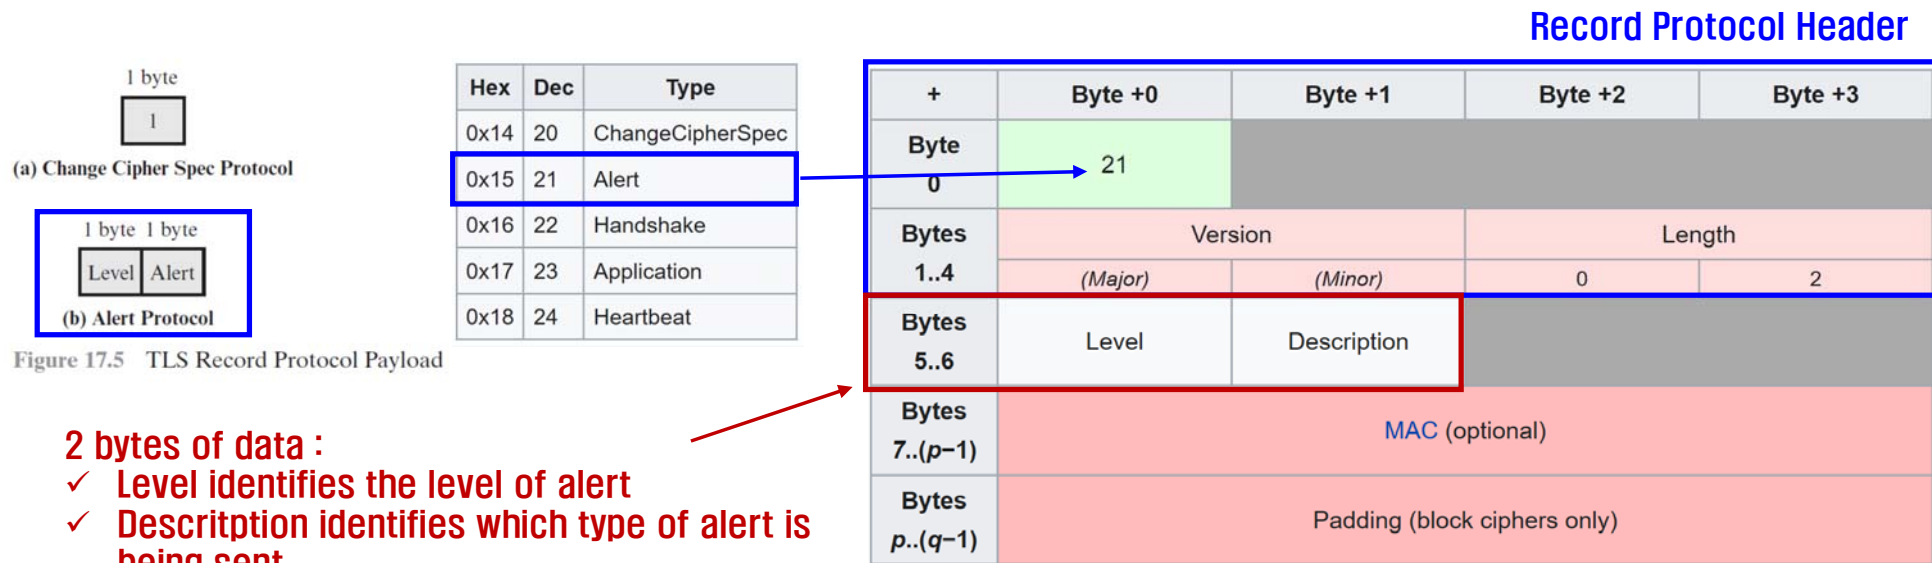 Record Protocol Header
1 byte
1
(a) Change Cipher Spec Protocol
1 byte 1 byte
Level Alert
(b) Alert Protocol
Figure 17.5 TLS Record Protocol Payload
Hex Dec Type
0x14 20 ChangeCipherSpec
0x15 21 Alert
0x16 22 Handshake
0x17 23 Application
0x18 24 Heartbeat
+ Byte +0 Byte +1 Byte +2 Byte +3
Byte
0
21
Bytes
1..4
Version Length
(Major) (Minor) 0 2
Bytes
5..6
Level Description
Bytes
7..(p−1)
MAC (optional)
Bytes
p..(q−1)
Padding (block ciphers only)
2 bytes of data :
✓ Level identifies the level of alert
✓ Descritption identifies which type of alert is
being sent